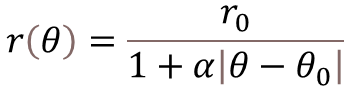 r(θ) = r₀ / (1 + α|θ − θ₀|)